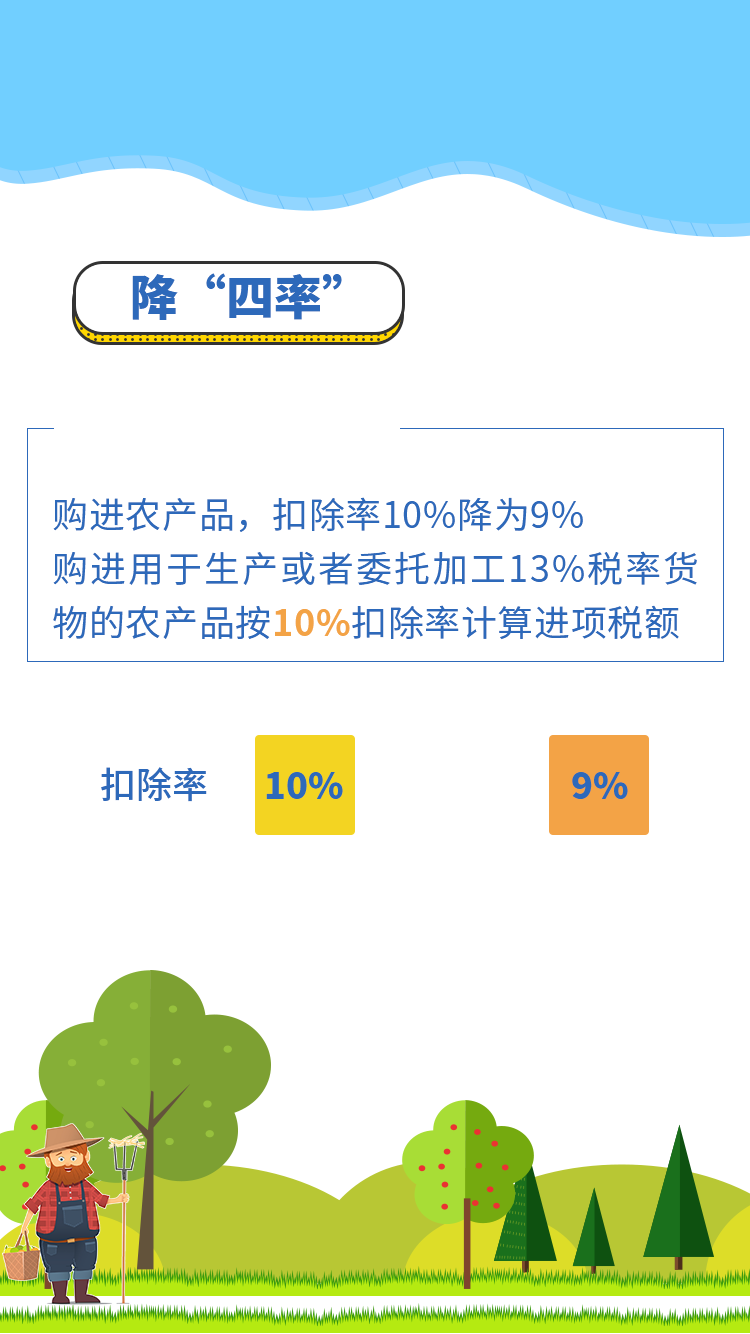 降“四率”
购进农产品，扣除率10%降为9%
购进用于生产或者委托加工13%税率货
物的农产品按10%扣除率计算进项税额
扣除率 10% 9%